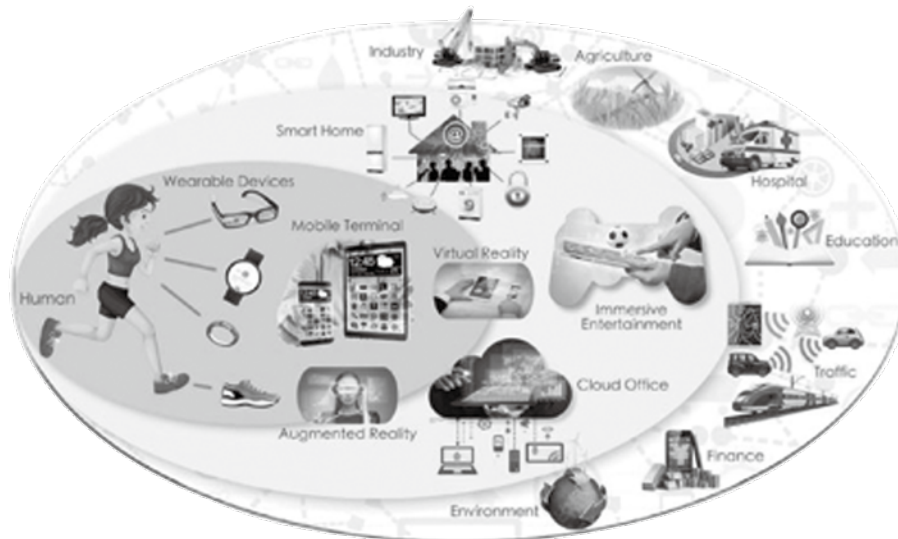 Industry
Agriculture
Smart Home
Hospital
Wearable Devices
Mobile Terminal
Education
Virtual Reality
Human
Immersive
Entertainment
Traffic
Cloud Office
Augmented Reality
Finance
Environment